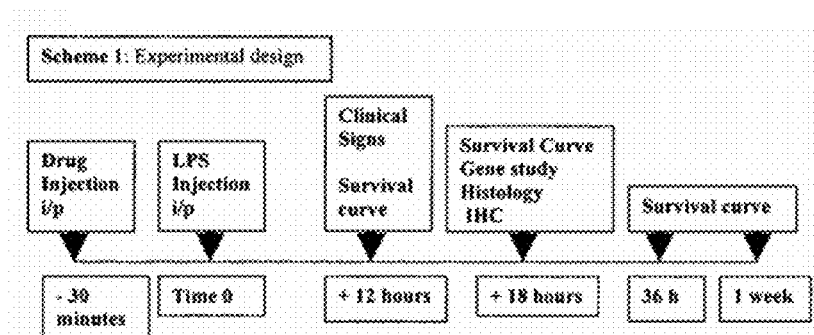 Scheme 1: Experimental design
Drug
Injection
i/p
LPS
Injection
i/p
Clinical
Signs
Survival
curve
Survival Curve
Gene study
Histology
IHC
Survival curve
- 30
minutes
Time 0
+ 12 hours
+ 18 hours
36 h
1 week